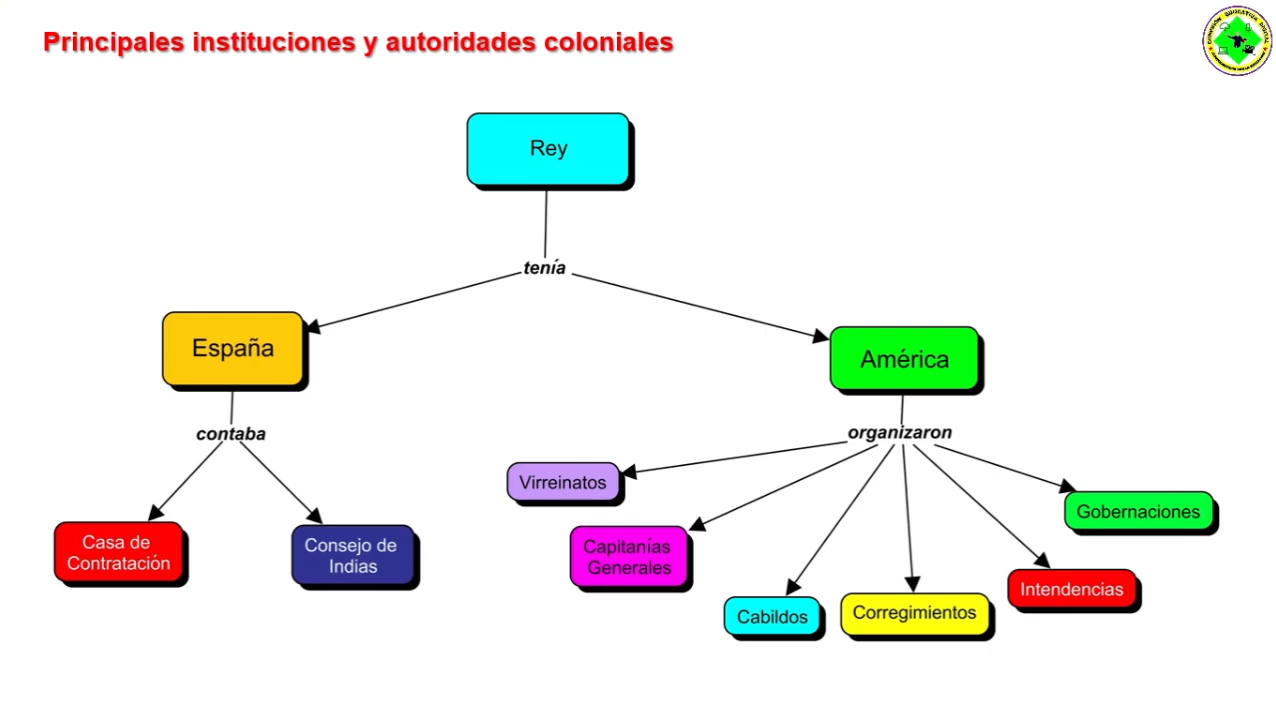 Principales instituciones y autoridades coloniales
Rey
tenía
España
América
contaba
organizaron
Virreinatos
Gobernaciones
Casa de
Contratación
Consejo de
Indias
Capitanías
Generales
Intendencias
Cabildos
Corregimientos